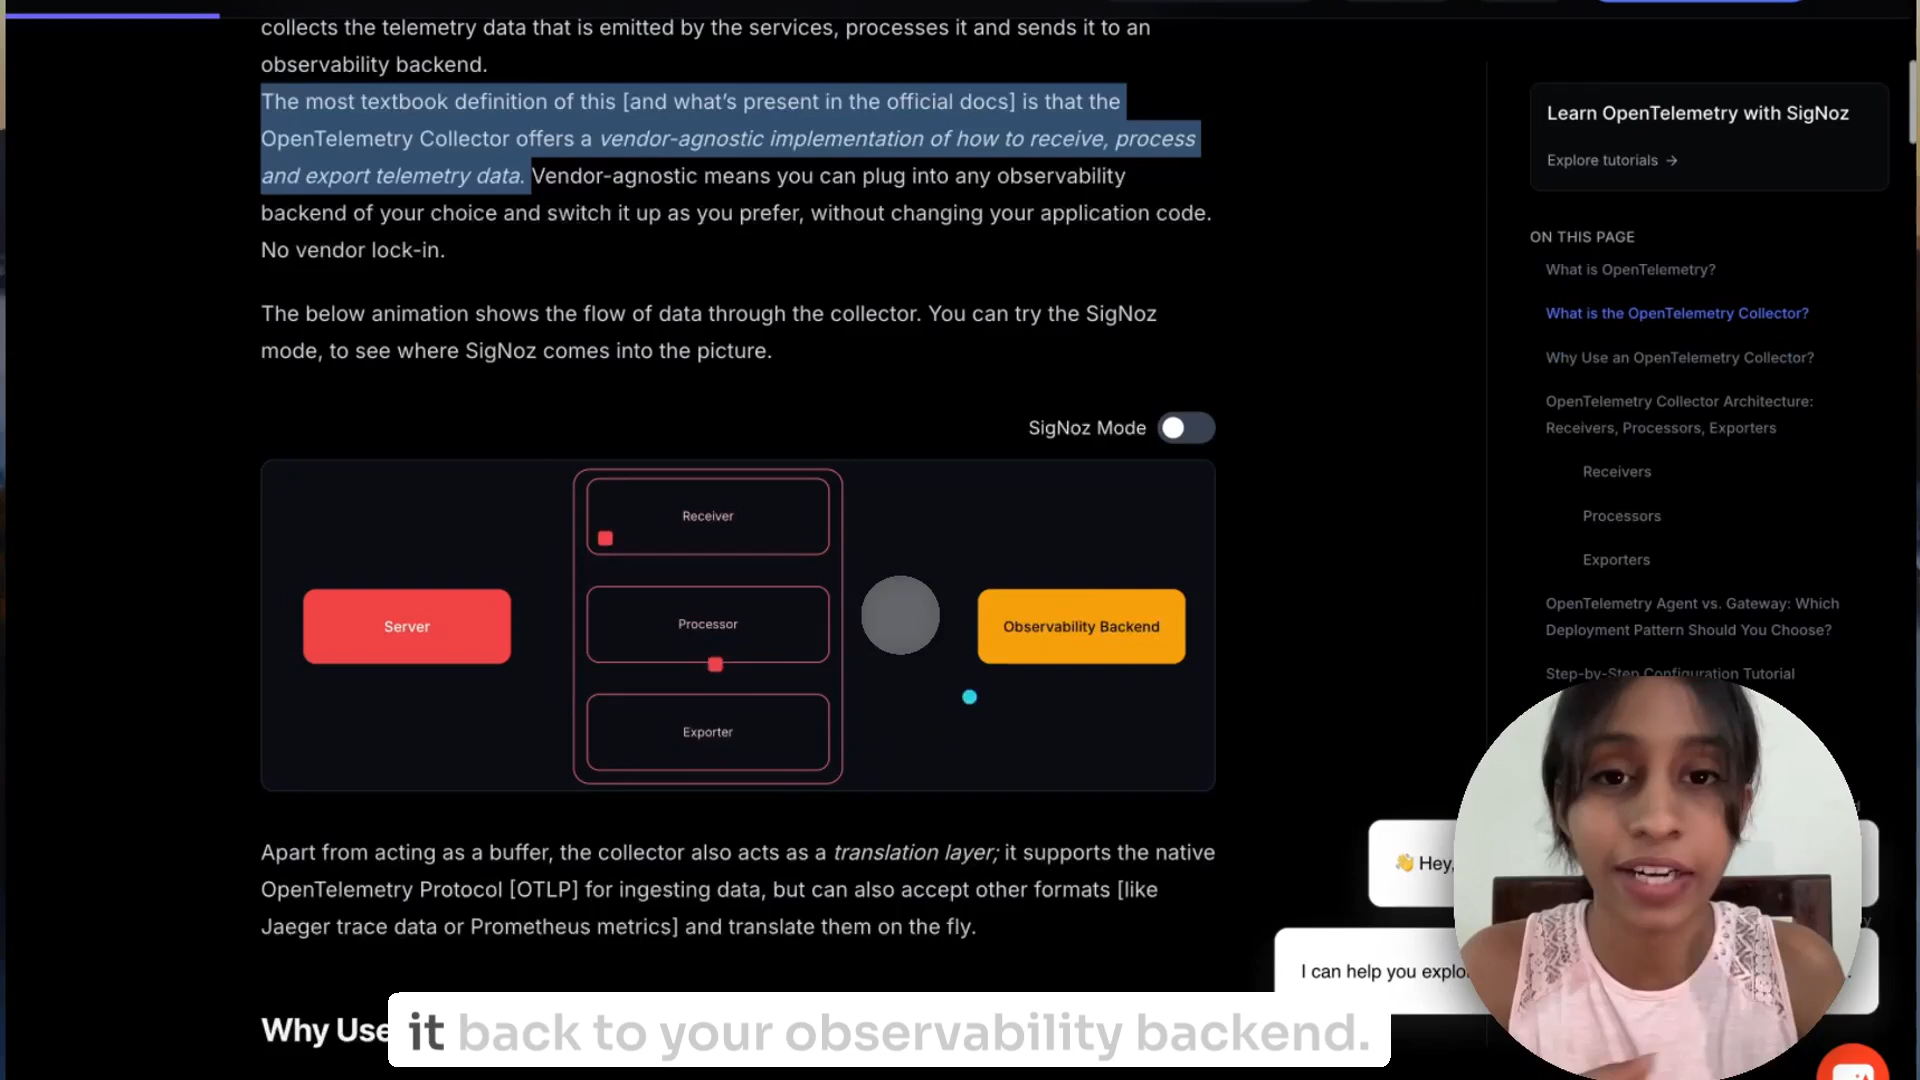 collects the telemetry data that is emitted by the services, processes it and sends it to an
observability backend.
The most textbook definition of this [and what's present in the official docs] is that the
OpenTelemetry Collector offers a vendor-agnostic implementation of how to receive, process
and export telemetry data. Vendor-agnostic means you can plug into any observability
backend of your choice and switch it up as you prefer, without changing your application code.
No vendor lock-in.
The below animation shows the flow of data through the collector. You can try the SigNoz
mode, to see where SigNoz comes into the picture.
SigNoz Mode
Receiver
Server
Processor
Observability Backend
Exporter
Apart from acting as a buffer, the collector also acts as a translation layer; it supports the native
OpenTelemetry Protocol [OTLP] for ingesting data, but can also accept other formats [like
Jaeger trace data or Prometheus metrics] and translate them on the fly.
Why Use
it back to your observability backend.
Learn OpenTelemetry with SigNoz
Explore tutorials →
ON THIS PAGE
What is OpenTelemetry?
What is the OpenTelemetry Collector?
Why Use an OpenTelemetry Collector?
OpenTelemetry Collector Architecture:
Receivers, Processors, Exporters
Receivers
Processors
Exporters
OpenTelemetry Agent vs. Gateway: Which
Deployment Pattern Should You Choose?
Step-by-Step Configuration Tutorial
👋 Hey,
I can help you explo